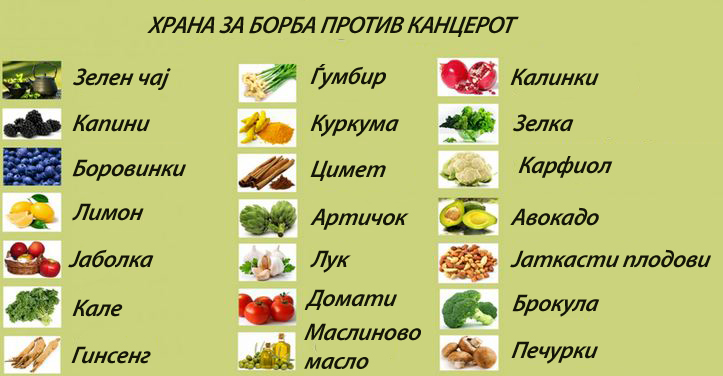 ХРАНА ЗА БОРБА ПРОТИВ КАНЦЕРОТ
Зелен чај
Капини
Боровинки
Лимон
Јаболка
Кале
Гинсенг
Ѓумбир
Куркума
Цимет
Артичок
Лук
Домати
Маслиново
масло
Калинки
Зелка
Карфиол
Авокадо
Јаткасти плодови
Брокула
Печурки